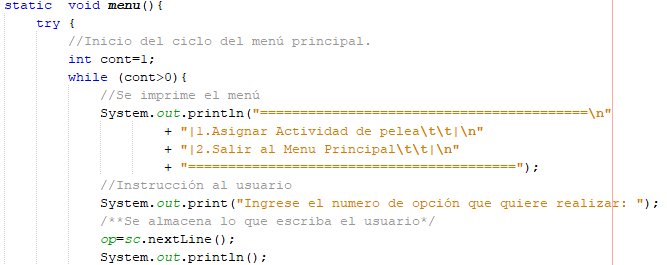 static  void menu(){
try {
//Inicio del ciclo del menú principal.
int cont=1;
while (cont>0){
//Se imprime el menú
System.out.println("=========================================\n"
+ "|1.Asignar Actividad de pelea\t\t|\n"
+ "|2.Salir al Menu Principal\t\t|\n"
+ "=========================================");
//Instrucción al usuario
System.out.print("Ingrese el numero de opción que quiere realizar: ");
/**Se almacena lo que escriba el usuario*/
op=sc.nextLine();
System.out.println();